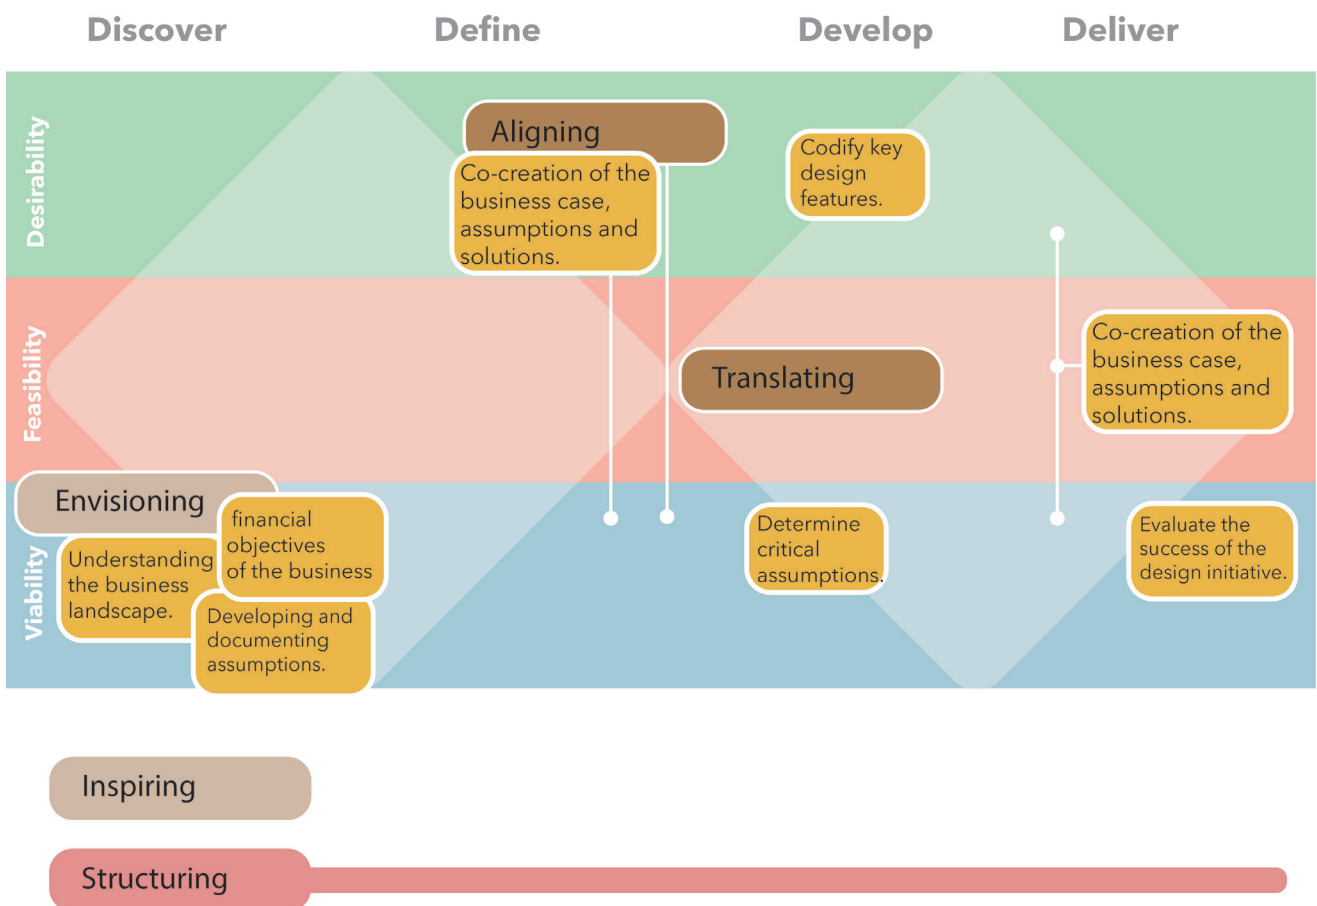 Discover
Define
Develop
Deliver
Desirability
Aligning
Co-creation of the
business case,
assumptions and
solutions.
Codify key
design
features.
Feasibility
Translating
Co-creation of the
business case,
assumptions and
solutions.
Viability
Envisioning
financial
objectives
of the business
Understanding
the business
landscape.
Developing and
documenting
assumptions.
Determine
critical
assumptions.
Evaluate the
success of the
design initiative.
Inspiring
Structuring